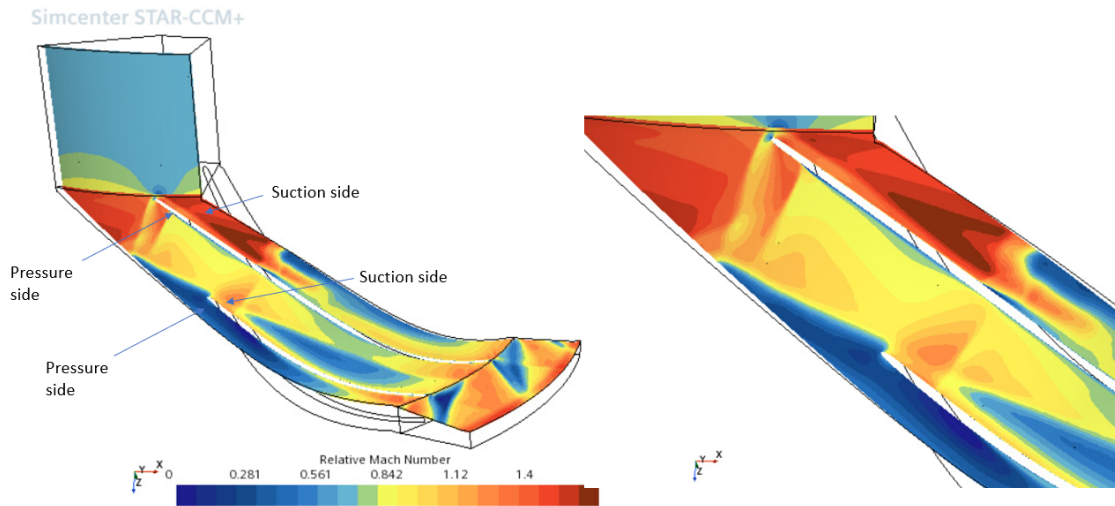 Simcenter STAR-CCM+
Suction side
Pressure
side
Suction side
Pressure
side
Y X
Z
Relative Mach Number
0 0.281 0.561 0.842 1.12 1.4
Y X
Z